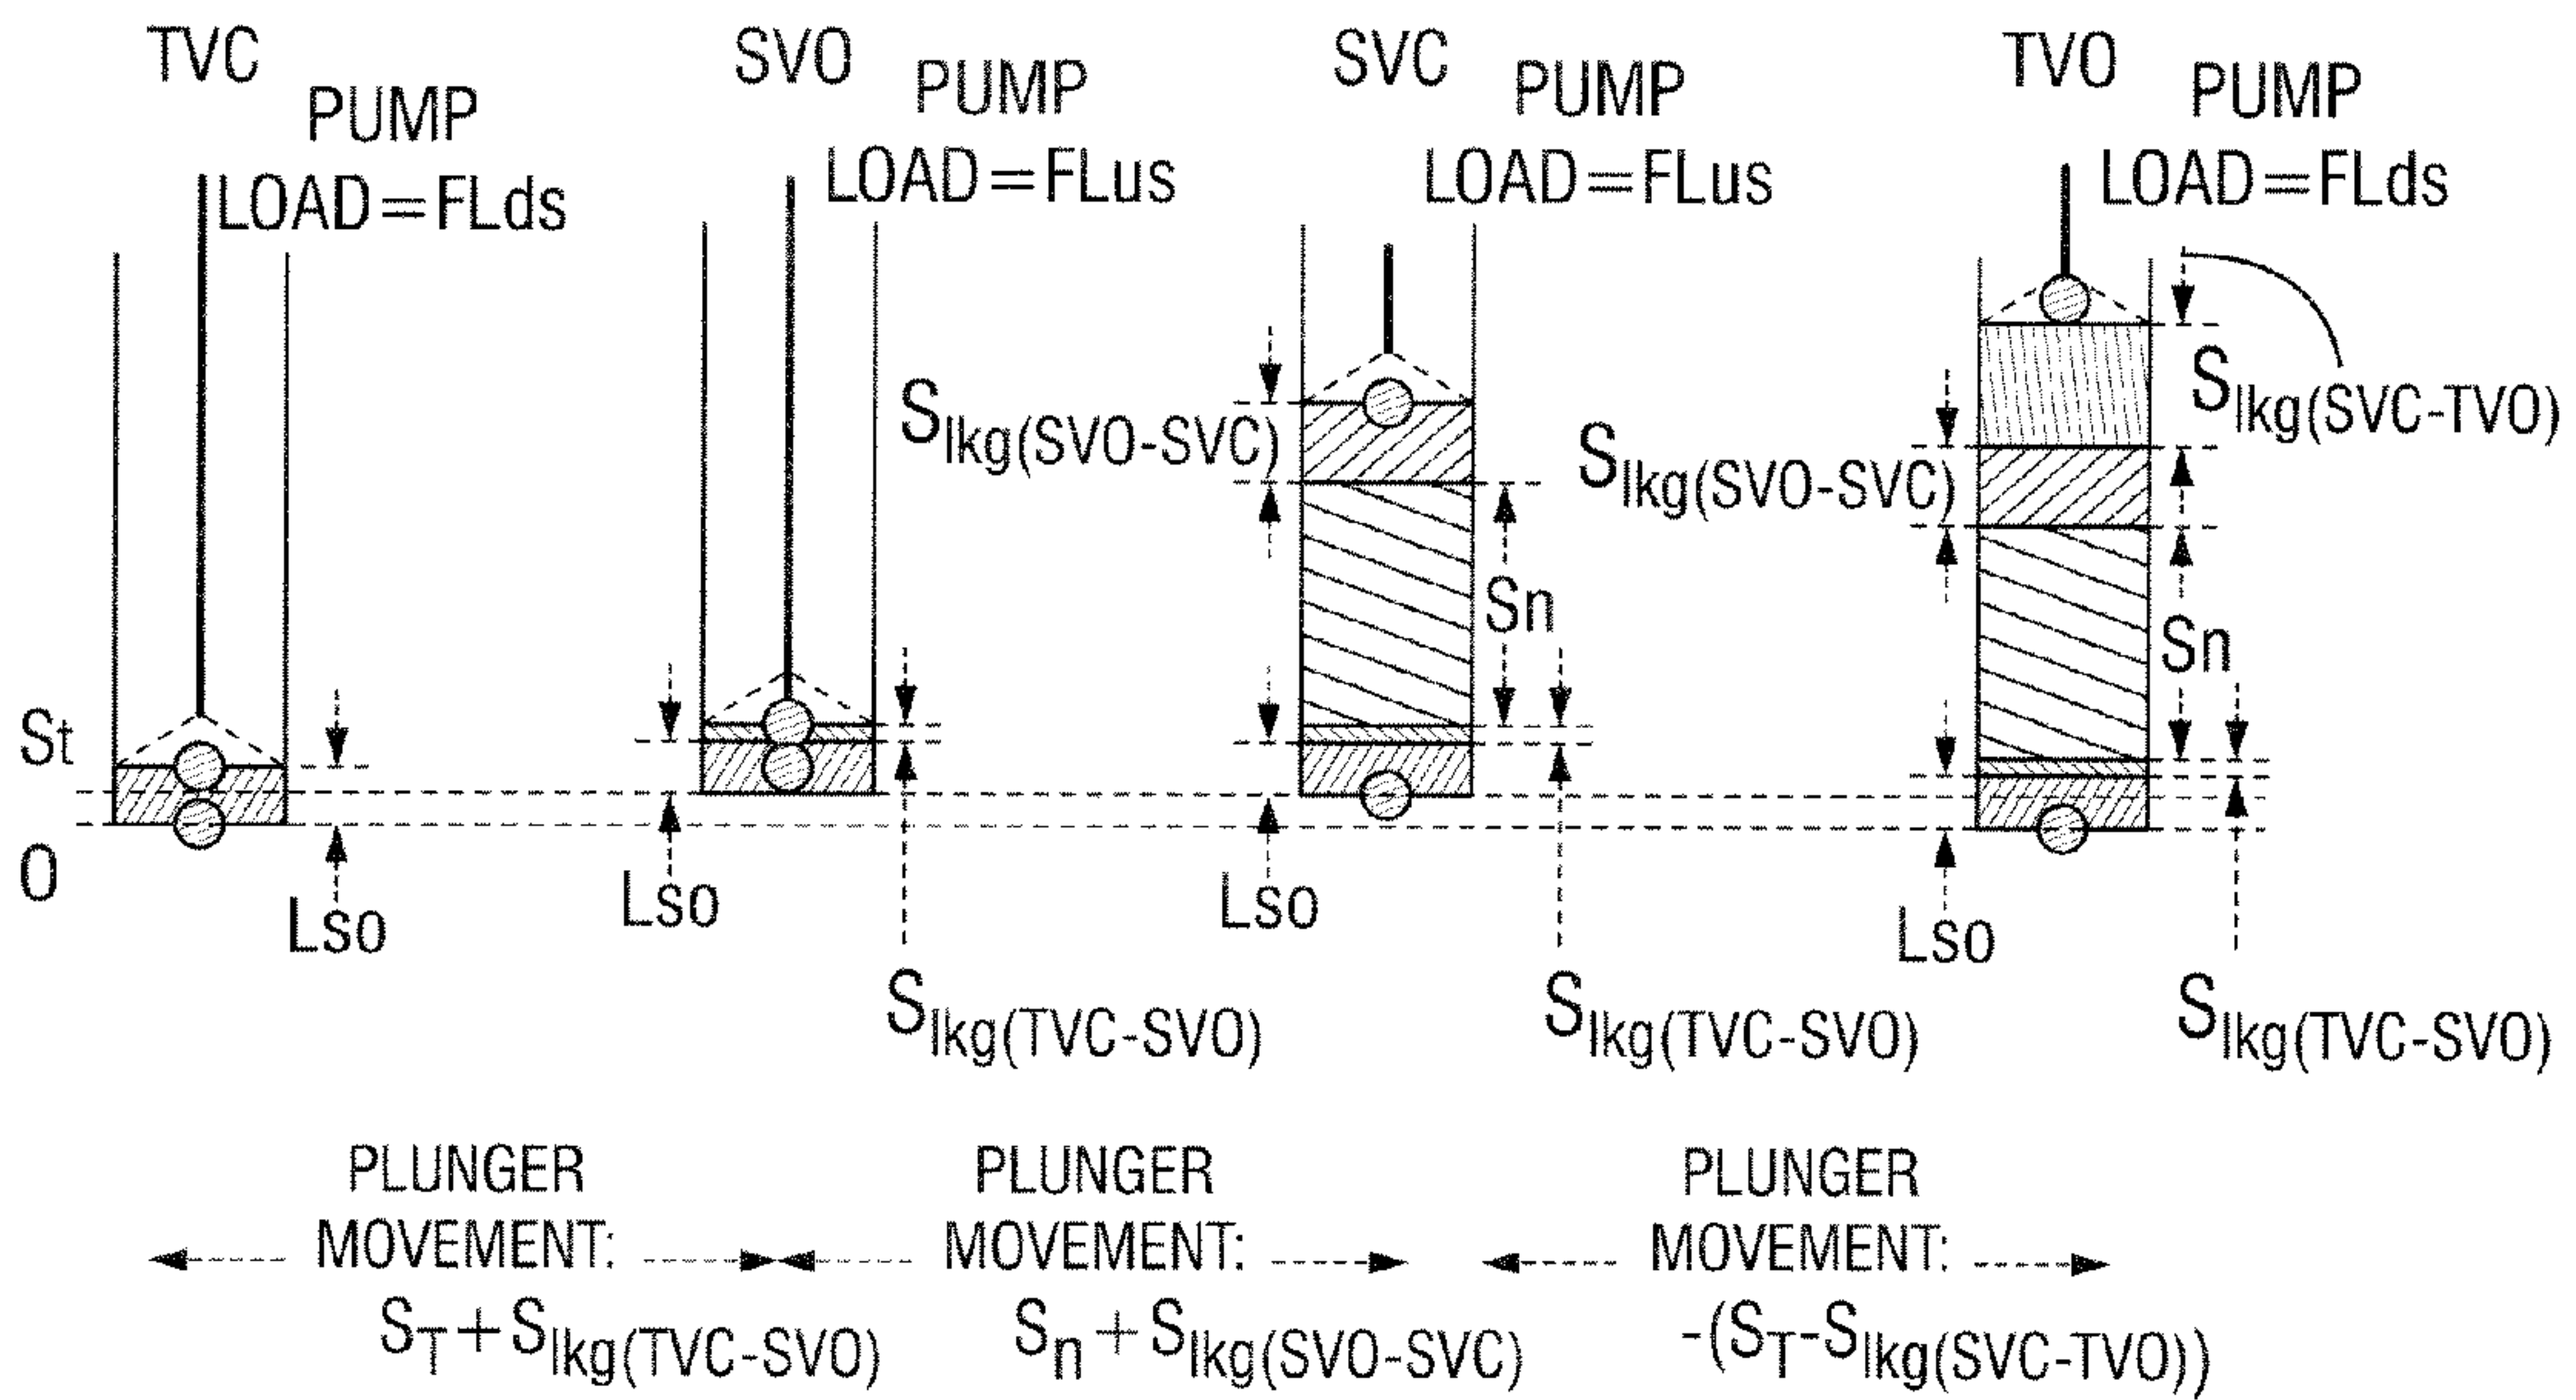 TVC
PUMP
LOAD=FLds
SVO
PUMP
LOAD=FLus
SVC
PUMP
LOAD=FLus
TVO
PUMP
LOAD=FLds
St
O
Lso
Lso
Slkg(TVC-SVO)
Slkg(SVO-SVC)
Sn
Lso
Slkg(TVC-SVO)
Slkg(SVC-TVO)
Slkg(SVO-SVC)
Sn
Lso
Slkg(TVC-SVO)
PLUNGER
MOVEMENT:
ST+Slkg(TVC-SVO)
PLUNGER
MOVEMENT:
Sn+Slkg(SVO-SVC)
PLUNGER
MOVEMENT:
-(ST-Slkg(SVC-TVO))